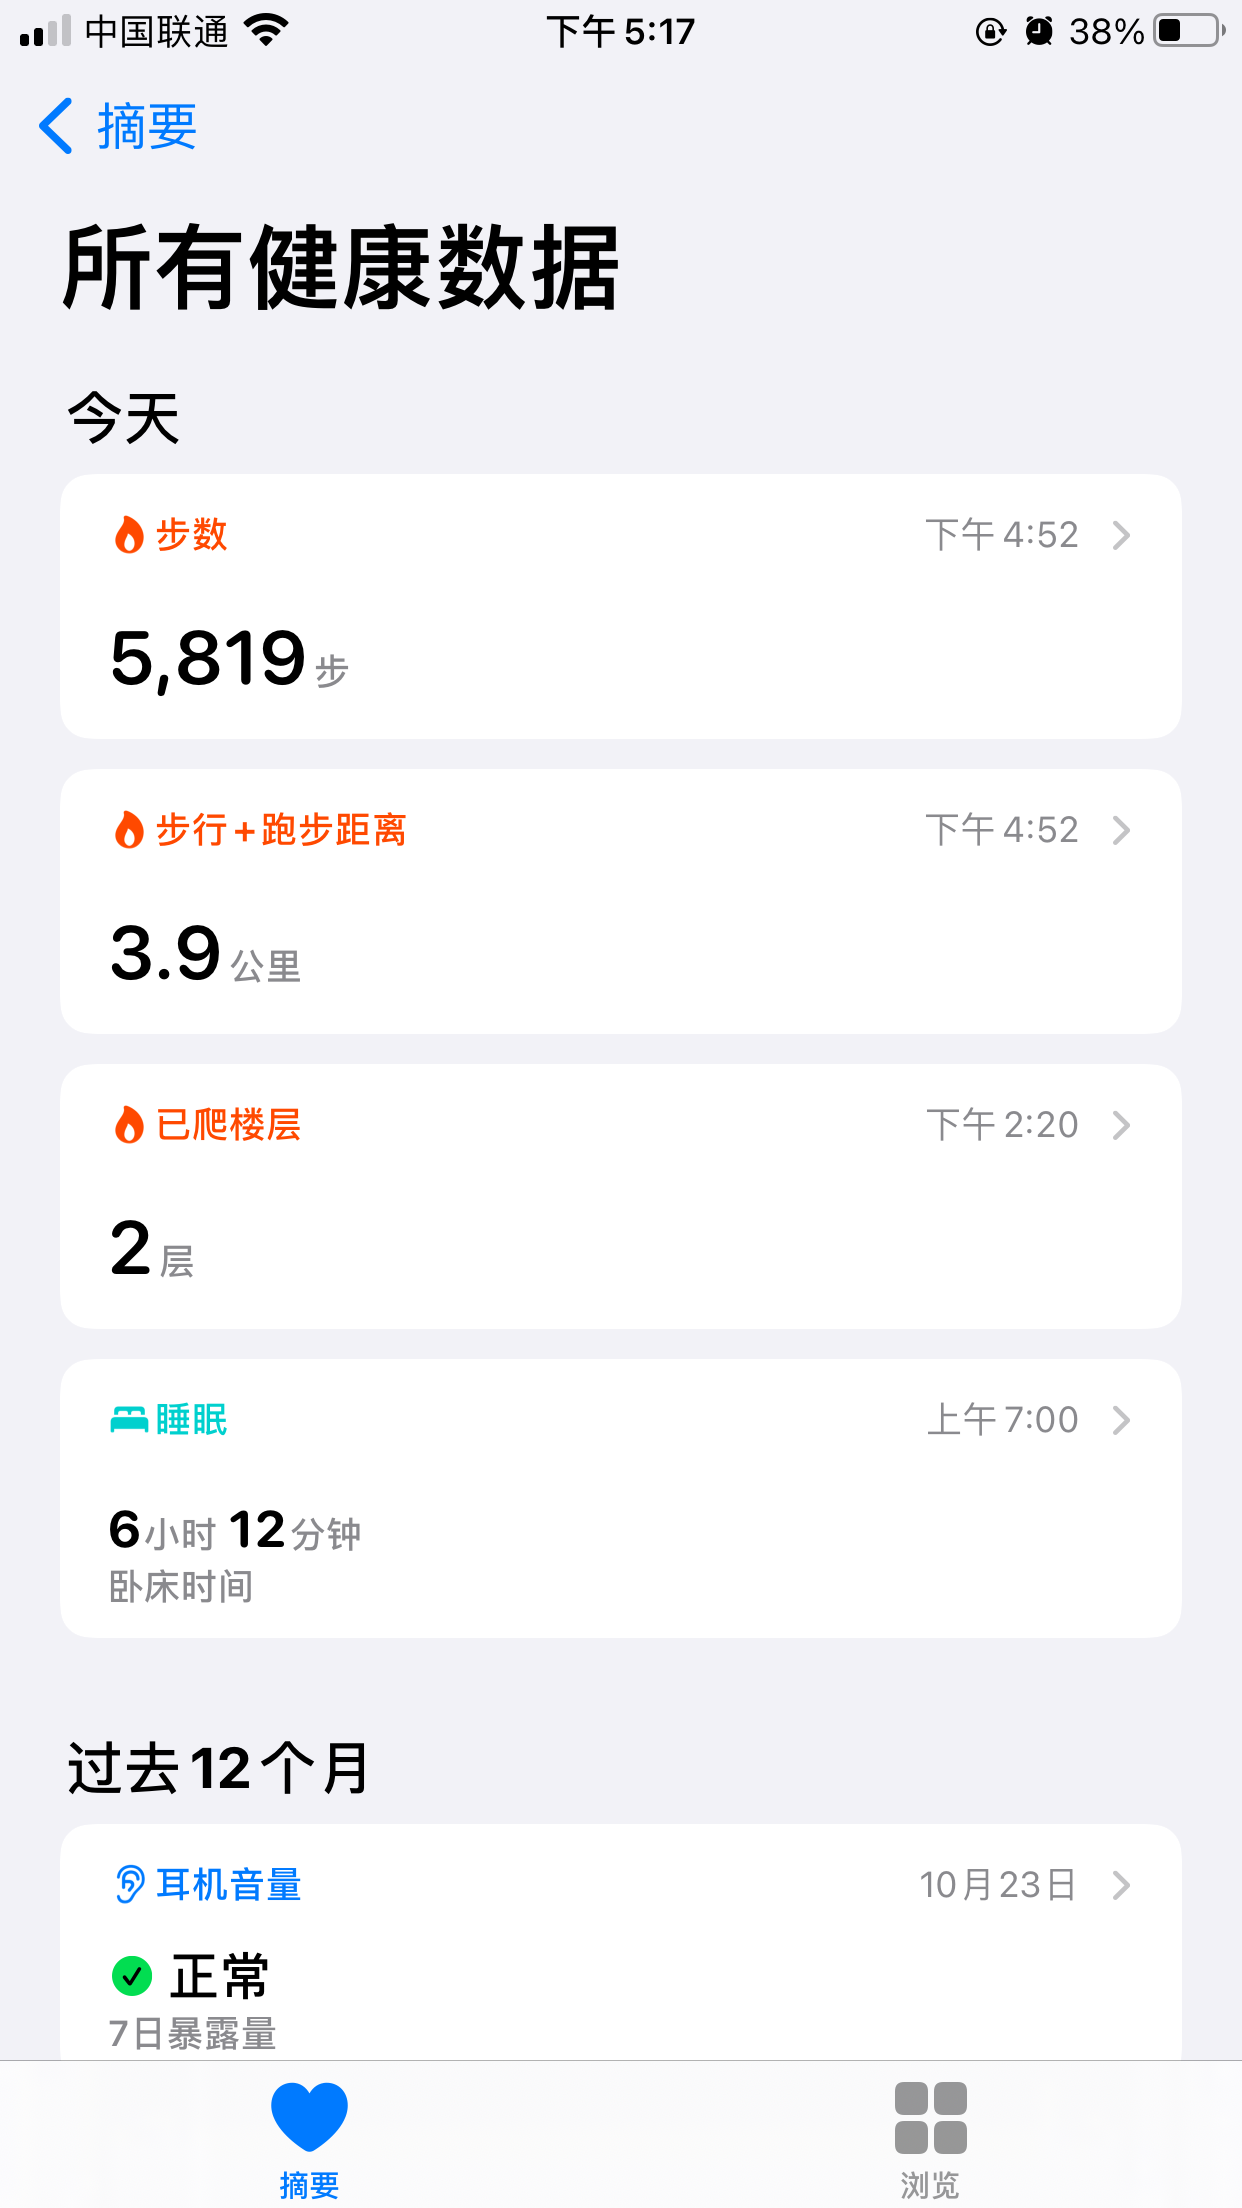 中国联通 下午 5:17 38%
摘要
所有健康数据
今天
步数 下午 4:52
5,819 步
步行+跑步距离 下午 4:52
3.9 公里
已爬楼层 下午 2:20
2 层
睡眠 上午 7:00
6小时 12分钟
卧床时间
过去12个月
耳机音量 10月23日
正常
7日暴露量
摘要 浏览